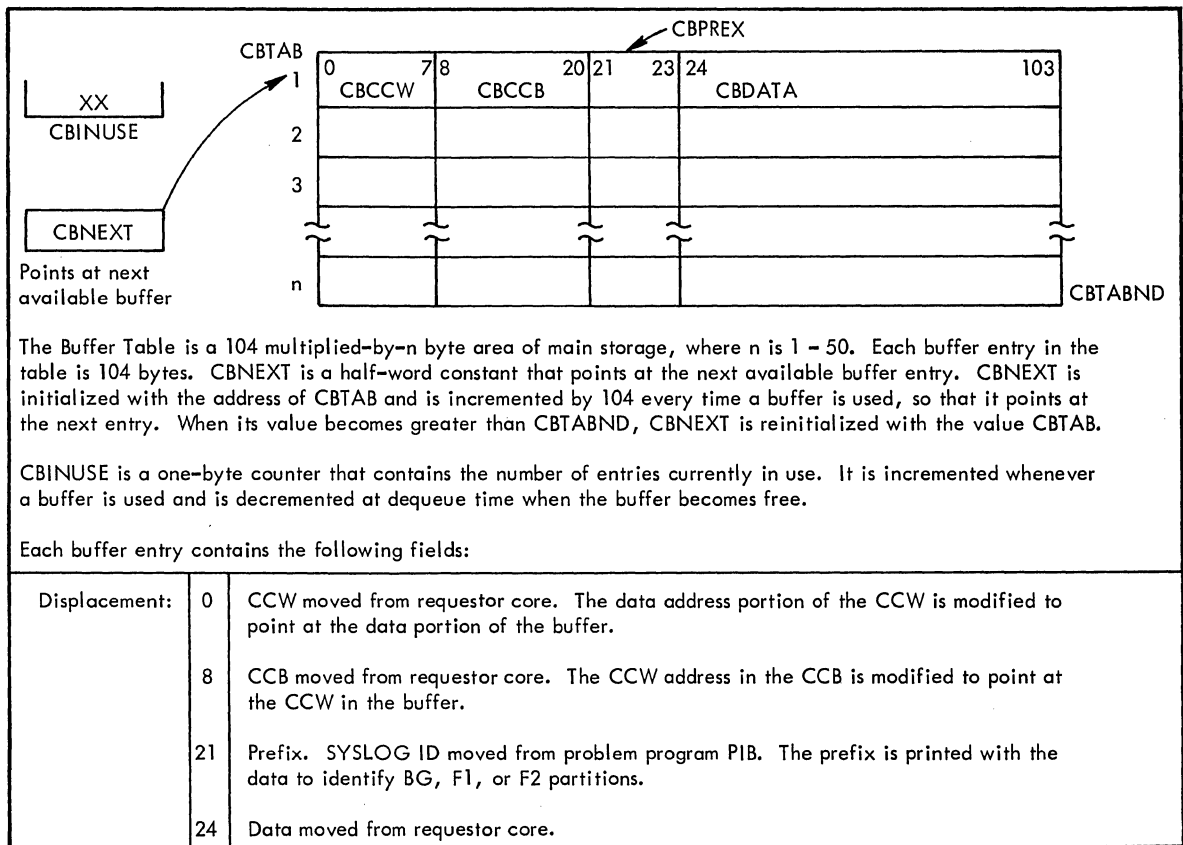 CBPREX
CBTAB
0 7 8 20 21 23 24 103
1 CBCCW CBCCB CBDATA
XX
CBINUSE
2
3
CBNEXT
Points at next
available buffer
n
CBTABND
The Buffer Table is a 104 multiplied-by-n byte area of main storage, where n is 1 - 50. Each buffer entry in the
table is 104 bytes. CBNEXT is a half-word constant that points at the next available buffer entry. CBNEXT is
initialized with the address of CBTAB and is incremented by 104 every time a buffer is used, so that it points at
the next entry. When its value becomes greater than CBTABND, CBNEXT is reinitialized with the value CBTAB.
CBINUSE is a one-byte counter that contains the number of entries currently in use. It is incremented whenever
a buffer is used and is decremented at dequeue time when the buffer becomes free.
Each buffer entry contains the following fields:
Displacement: 0 CCW moved from requestor core. The data address portion of the CCW is modified to
point at the data portion of the buffer.
8 CCB moved from requestor core. The CCW address in the CCB is modified to point at
the CCW in the buffer.
21 Prefix. SYSLOG ID moved from problem program PIB. The prefix is printed with the
data to identify BG, F1, or F2 partitions.
24 Data moved from requestor core.